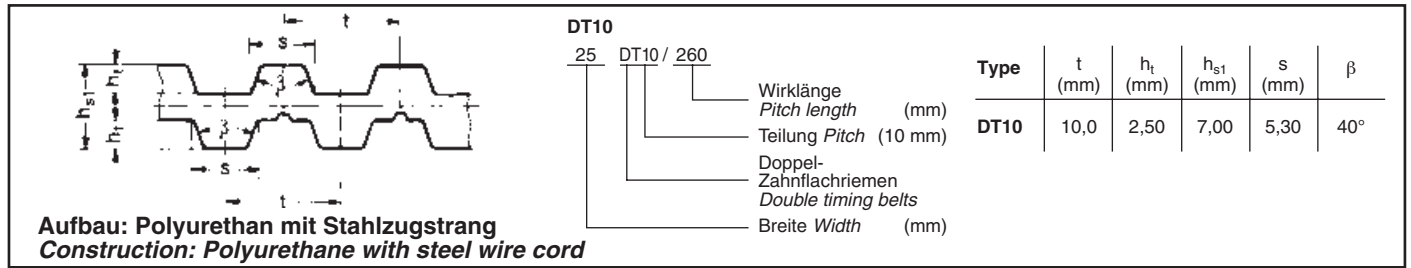 t
s
h_t
β
h_s1
β
h_t
s
t
Aufbau: Polyurethan mit Stahlzugstrang
Construction: Polyurethane with steel wire cord
DT10
25 DT10 / 260
Wirklänge
Pitch length (mm)
Teilung Pitch (10 mm)
Doppel-
Zahnflachriemen
Double timing belts
Breite Width (mm)
Type t (mm) h_t (mm) h_s1 (mm) s (mm) β
DT10 10,0 2,50 7,00 5,30 40°